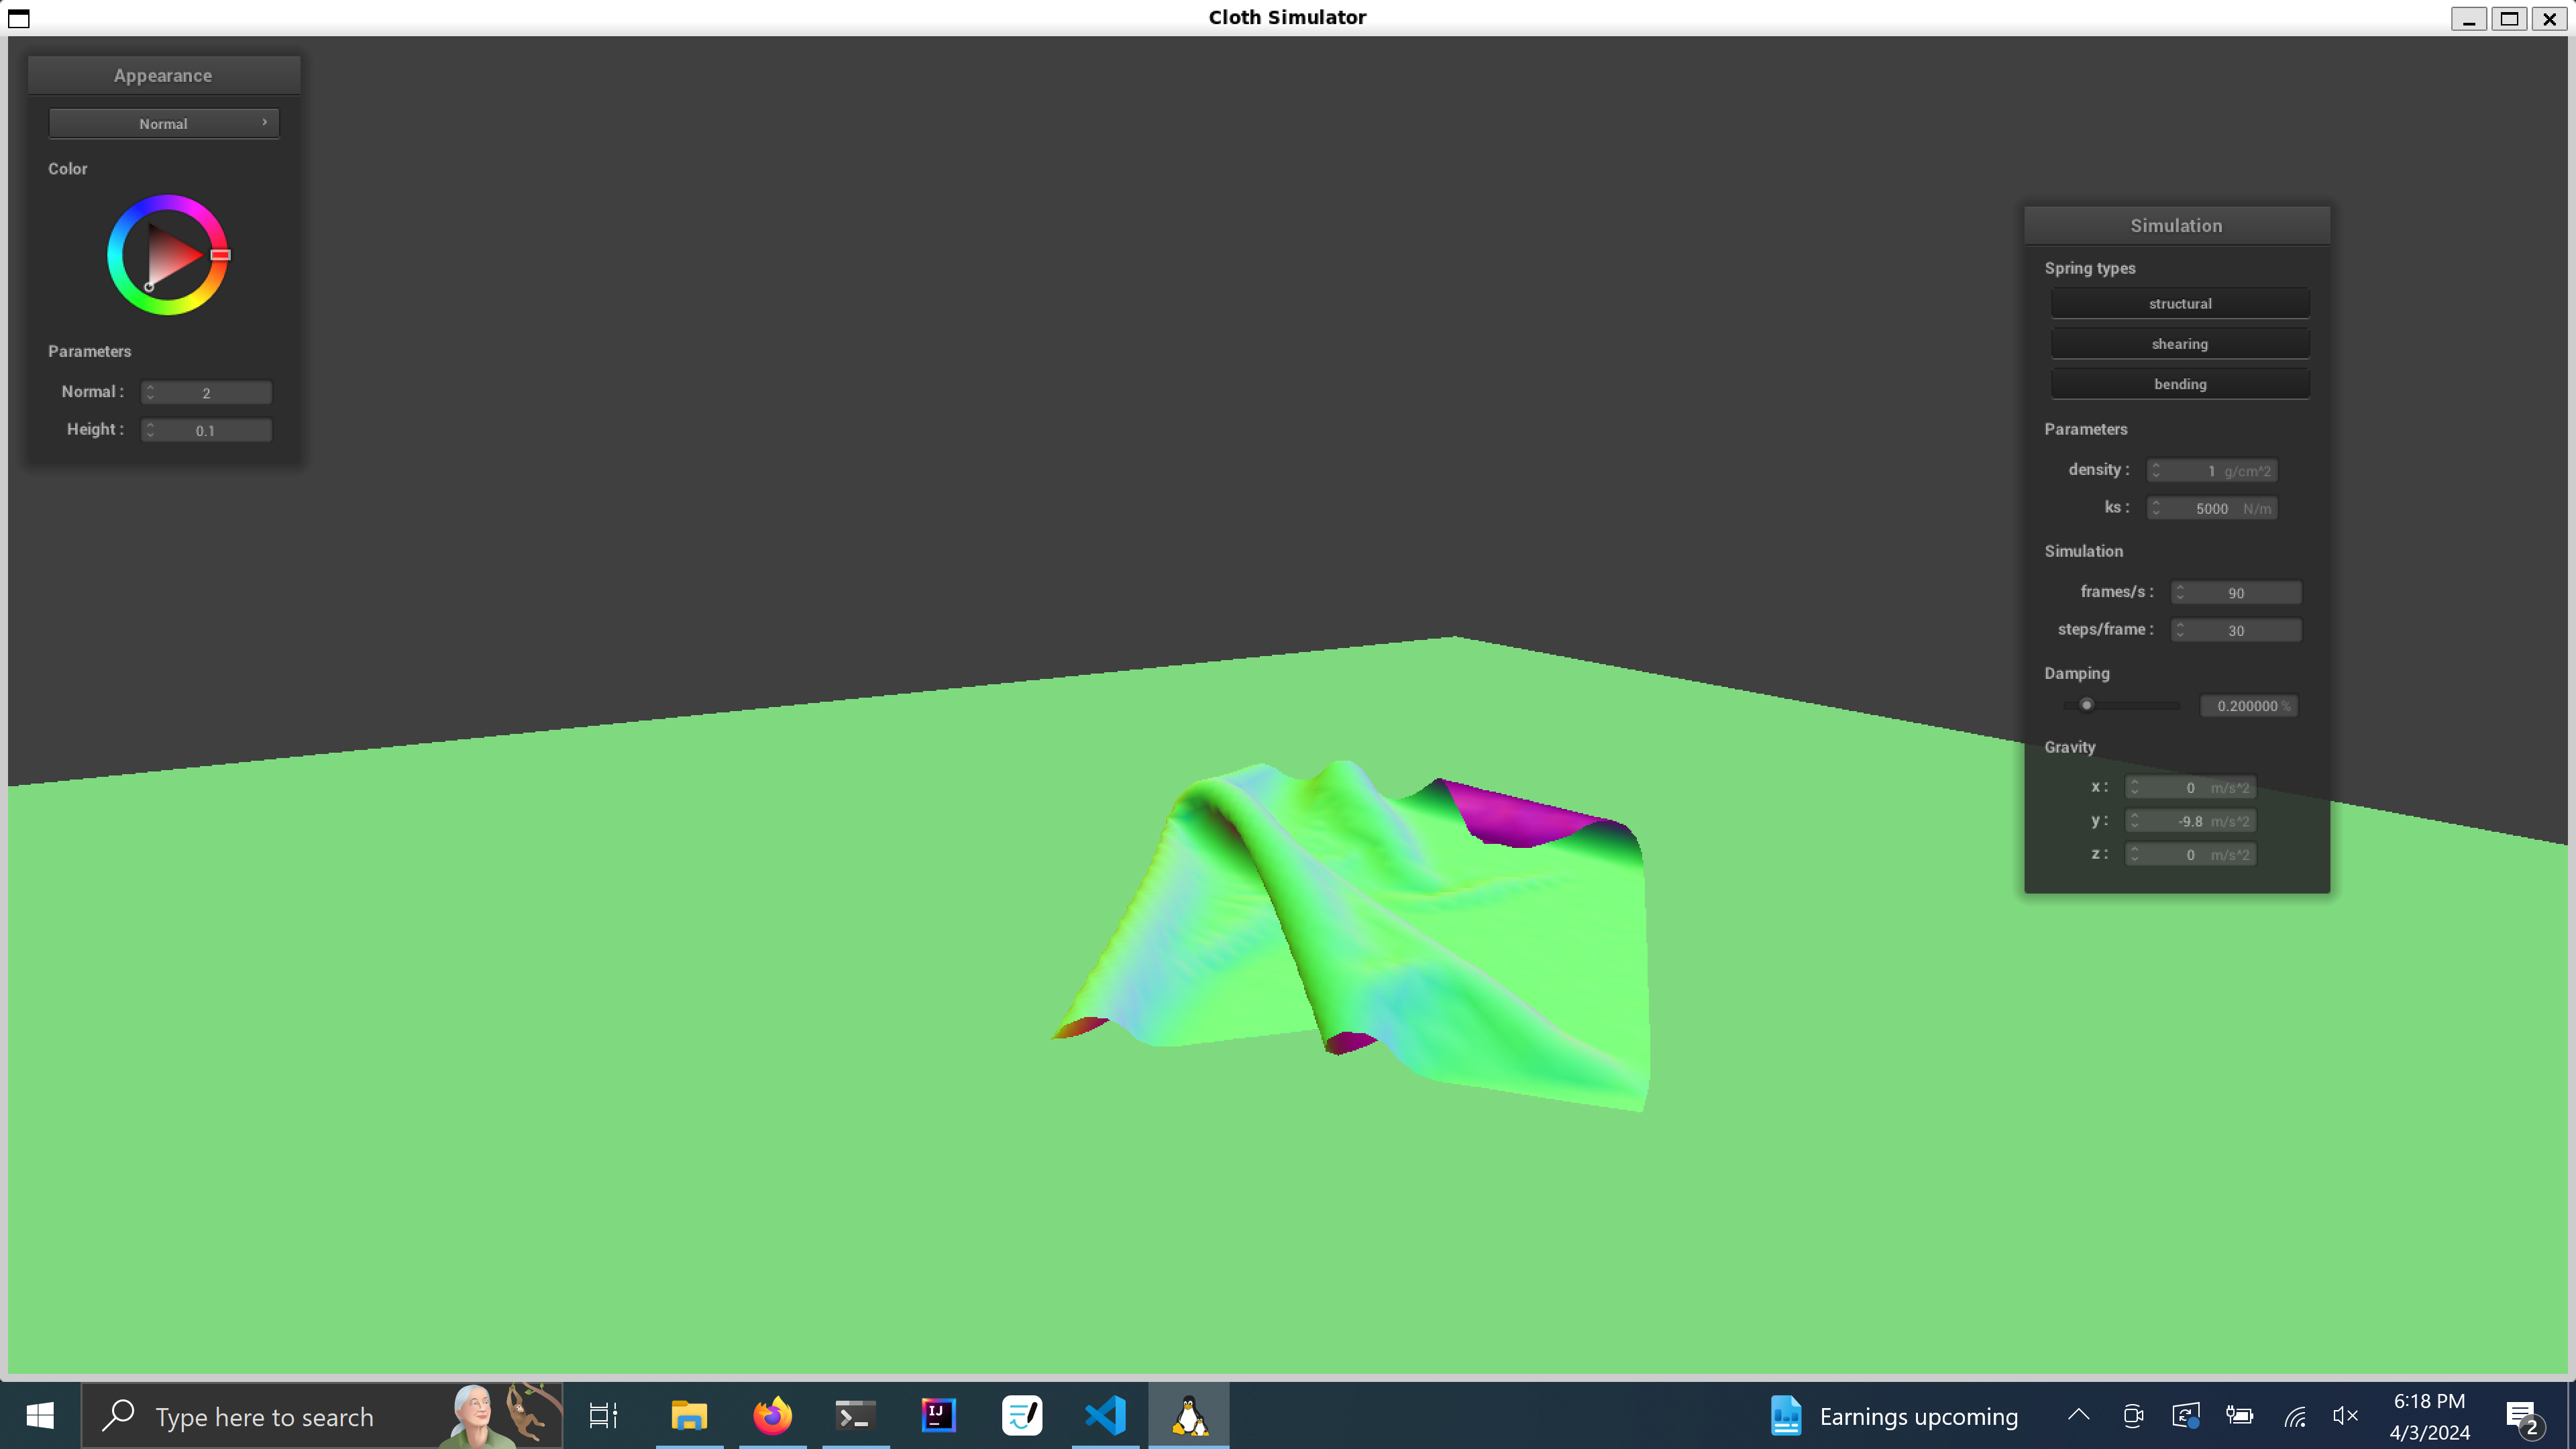 Cloth Simulator
Appearance
Normal
Color
Parameters
Normal : 2
Height : 0.1
Simulation
Spring types
structural
shearing
bending
Parameters
density : 1 g/cm^2
ks : 5000 N/m
Simulation
frames/s : 90
steps/frame : 30
Damping
0.200000 %
Gravity
x : 0 m/s^2
y : -9.8 m/s^2
z : 0 m/s^2
Type here to search
IJ
Earnings upcoming
6:18 PM
4/3/2024
2